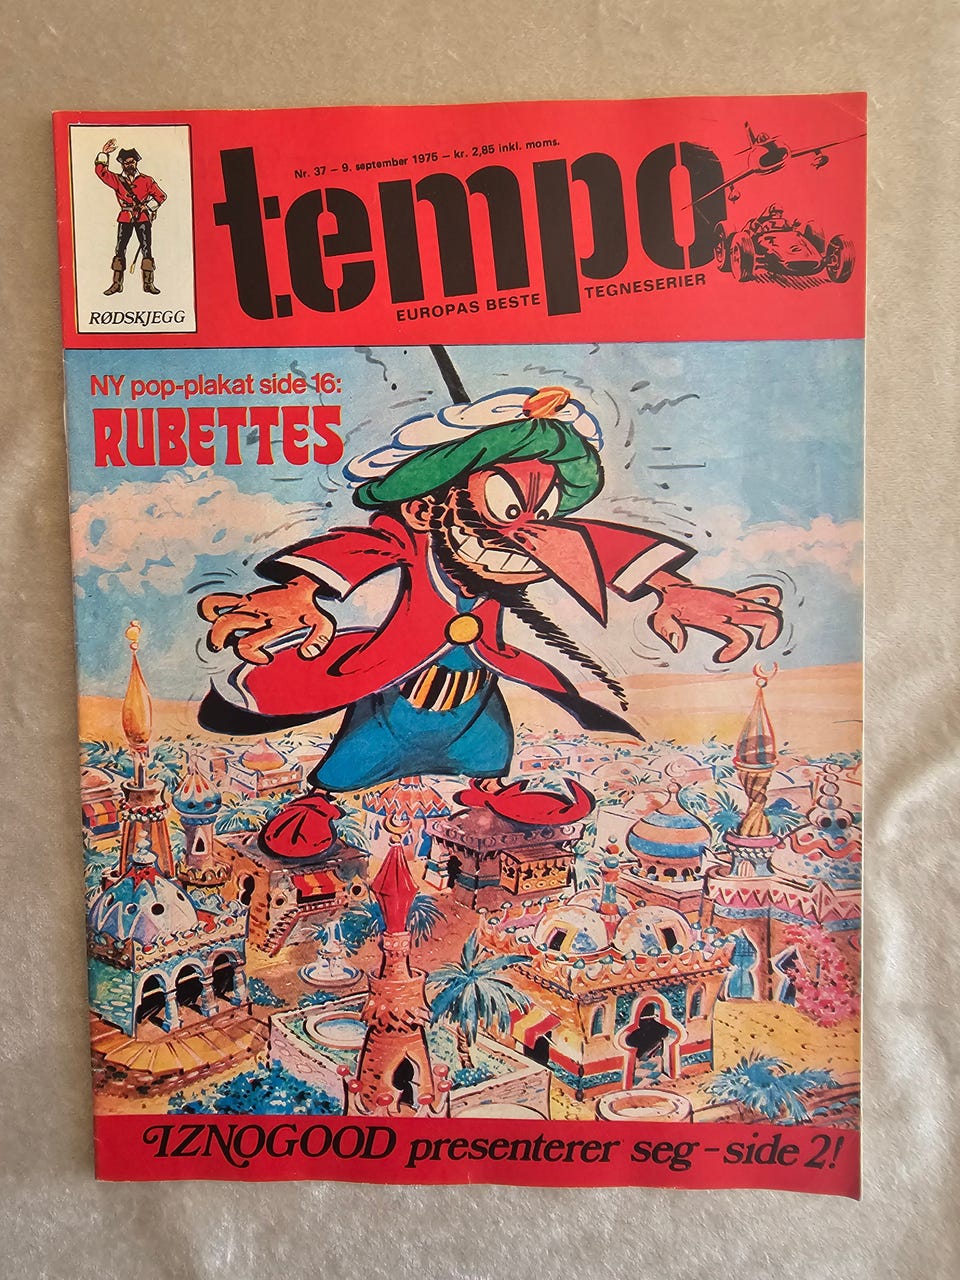 Nr. 37 – 9. september 1975 – kr. 2,85 inkl. moms.
tempo
EUROPAS BESTE TEGNESERIER
RØDSKJEGG
NY pop-plakat side 16:
RUBETTES
IZNOGOOD presenterer seg – side 2!